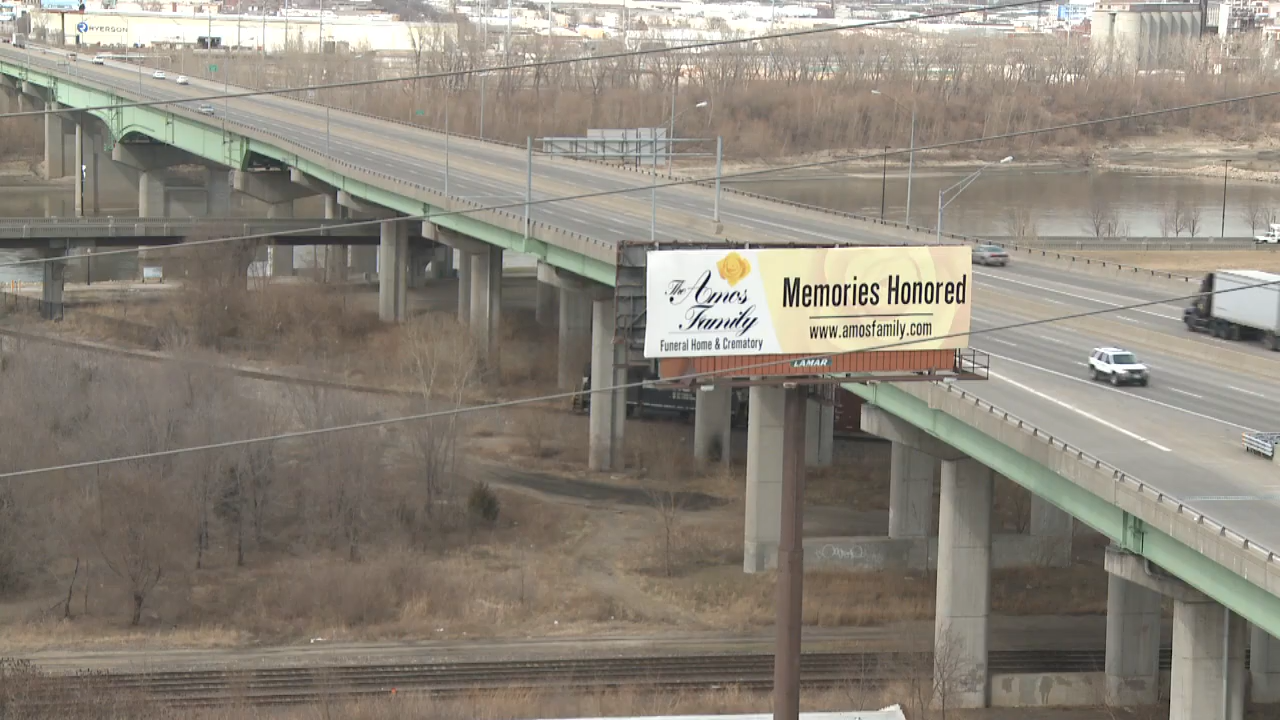 RYERSON
The Amos
Family
Funeral Home & Crematory
Memories Honored
www.amosfamily.com
LAMAR